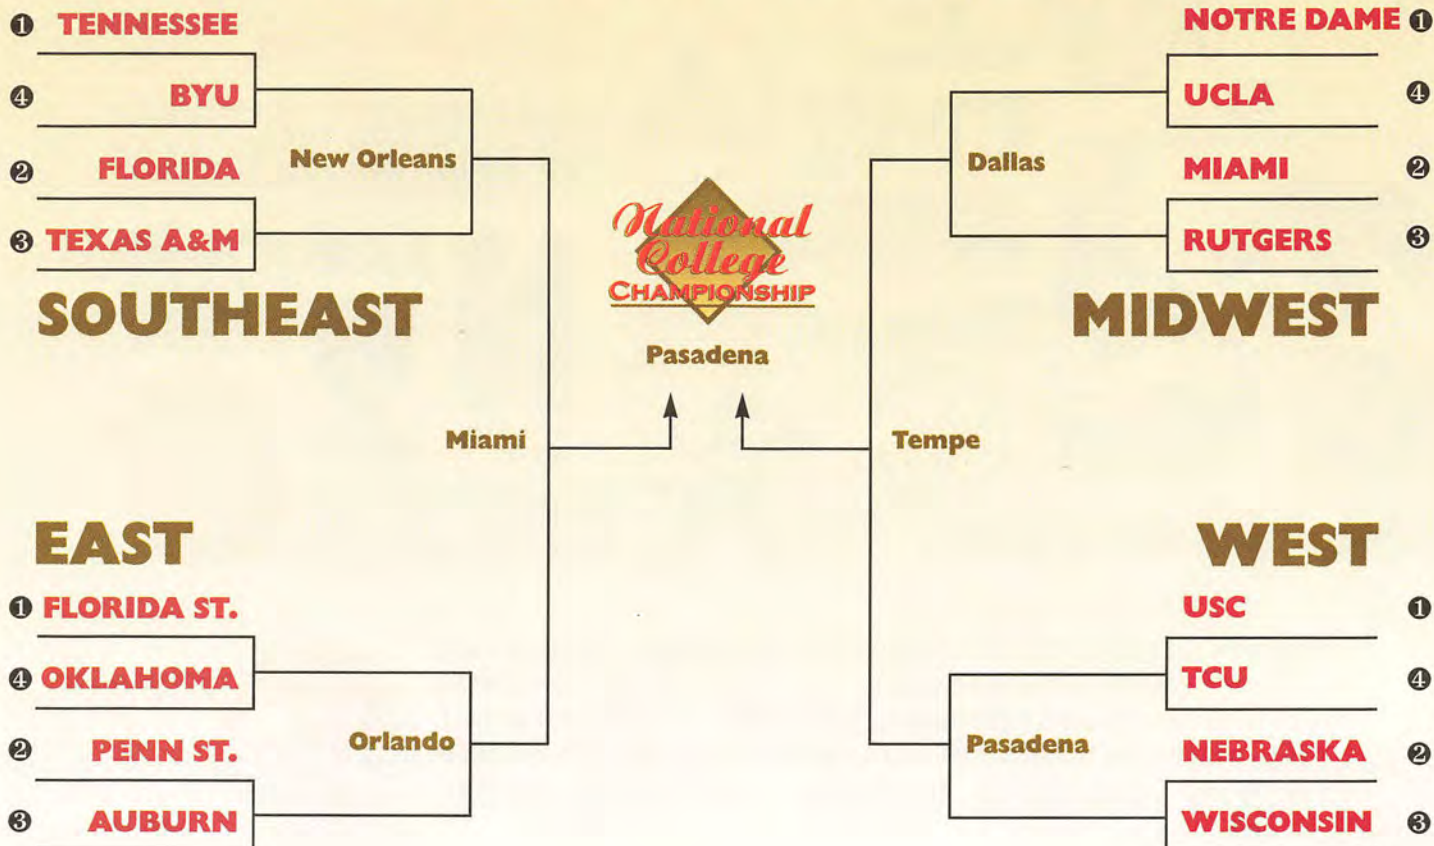 ❶ TENNESSEE
❹ BYU
❷ FLORIDA
❸ TEXAS A&M
New Orleans
SOUTHEAST
EAST
❶ FLORIDA ST.
❹ OKLAHOMA
❷ PENN ST.
❸ AUBURN
Orlando
Miami
National
College
CHAMPIONSHIP
Pasadena
NOTRE DAME ❶
UCLA ❹
MIAMI ❷
RUTGERS ❸
Dallas
MIDWEST
Tempe
WEST
USC ❶
TCU ❹
NEBRASKA ❷
WISCONSIN ❸
Pasadena